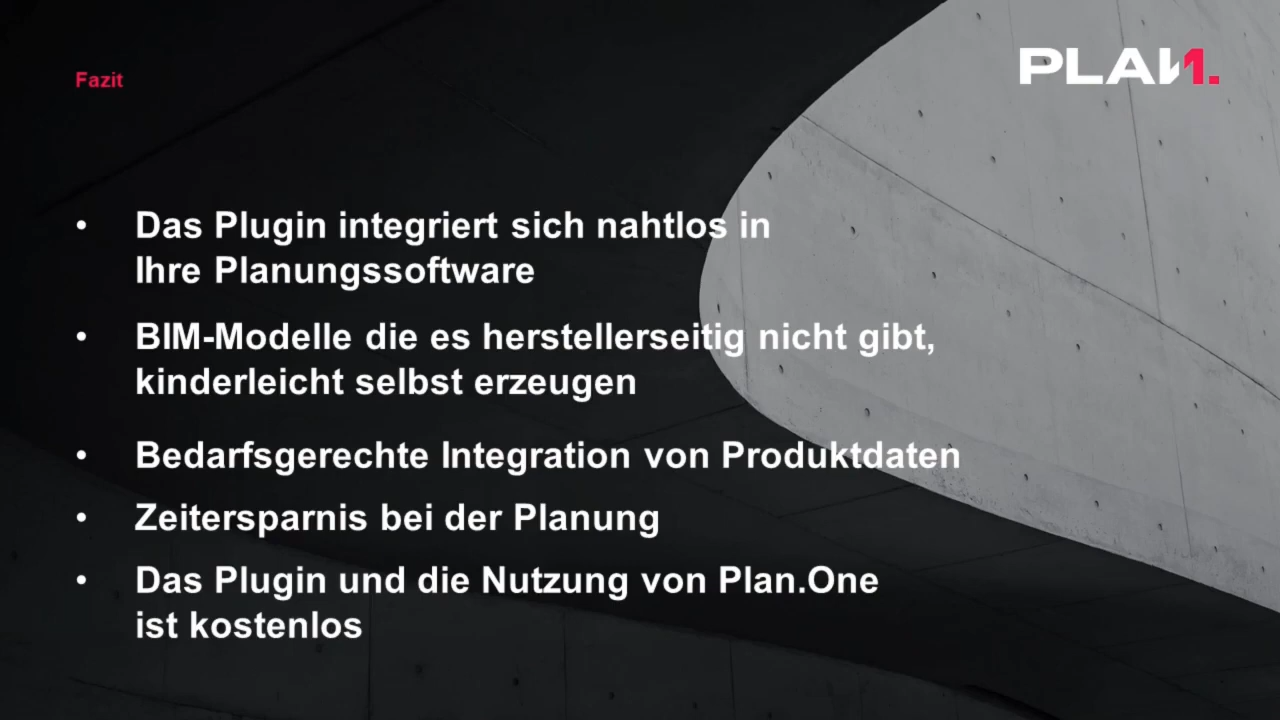 Fazit
PLAN1.
• Das Plugin integriert sich nahtlos in
Ihre Planungssoftware
• BIM-Modelle die es herstellerseitig nicht gibt,
kinderleicht selbst erzeugen
• Bedarfsgerechte Integration von Produktdaten
• Zeitersparnis bei der Planung
• Das Plugin und die Nutzung von Plan.One
ist kostenlos